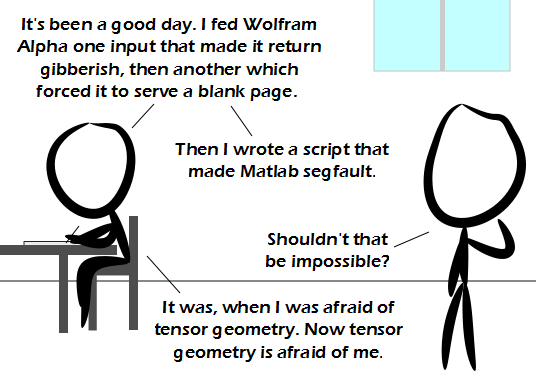 It's been a good day. I fed Wolfram
Alpha one input that made it return
gibberish, then another which
forced it to serve a blank page.
Then I wrote a script that
made Matlab segfault.
Shouldn't that
be impossible?
It was, when I was afraid of
tensor geometry. Now tensor
geometry is afraid of me.